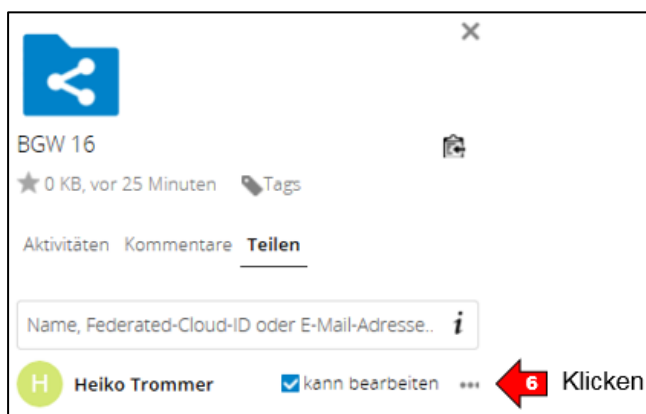 BGW 16
0 KB, vor 25 Minuten Tags
Aktivitäten Kommentare Teilen
Name, Federated-Cloud-ID oder E-Mail-Adresse.. i
H Heiko Trommer kann bearbeiten ... 6 Klicken